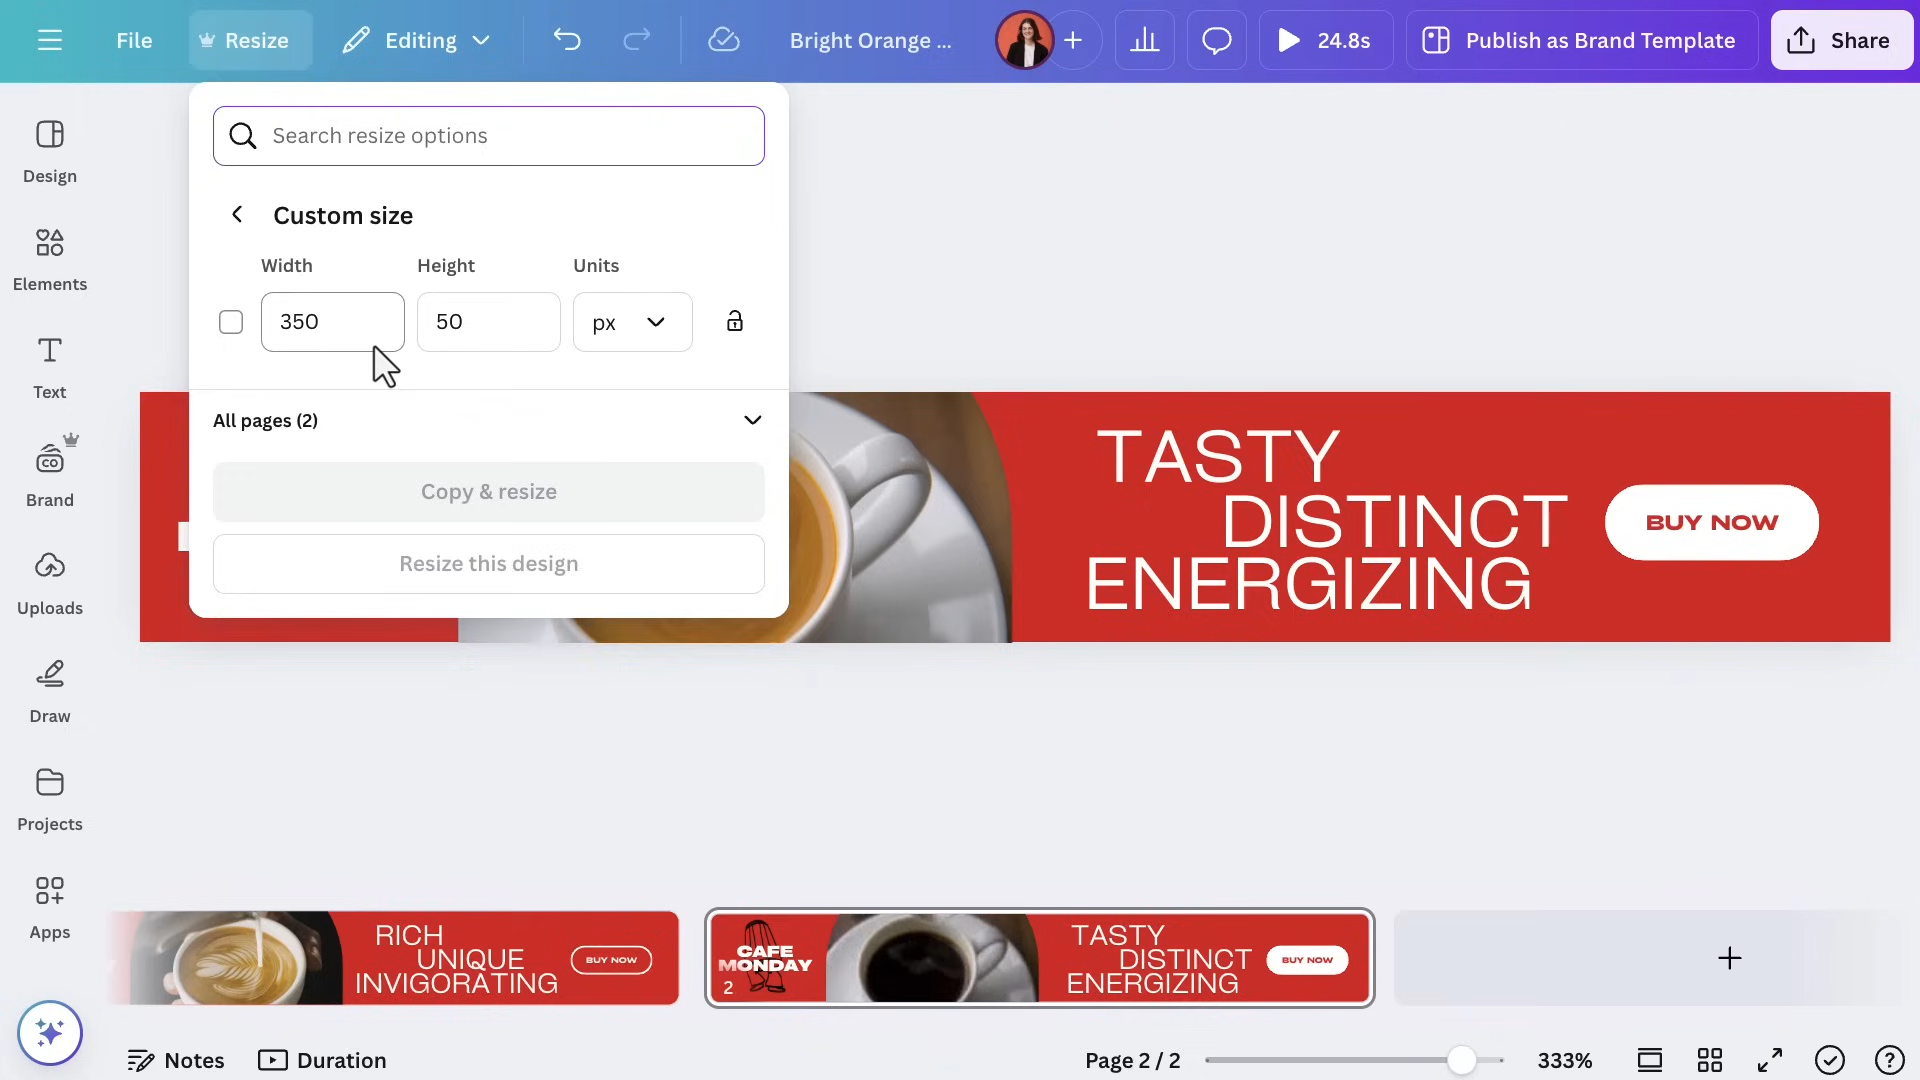 File
Resize
Editing
Bright Orange ...
24.8s
Publish as Brand Template
Share
Search resize options
Custom size
Width
Height
Units
350
50
px
All pages (2)
Copy & resize
Resize this design
Design
Elements
Text
CO
Brand
Uploads
Draw
Projects
Apps
TASTY
DISTINCT
ENERGIZING
BUY NOW
RICH
UNIQUE
INVIGORATING
BUY NOW
CAFE
MONDAY
2
TASTY
DISTINCT
ENERGIZING
BUY NOW
Notes
Duration
Page 2 / 2
333%